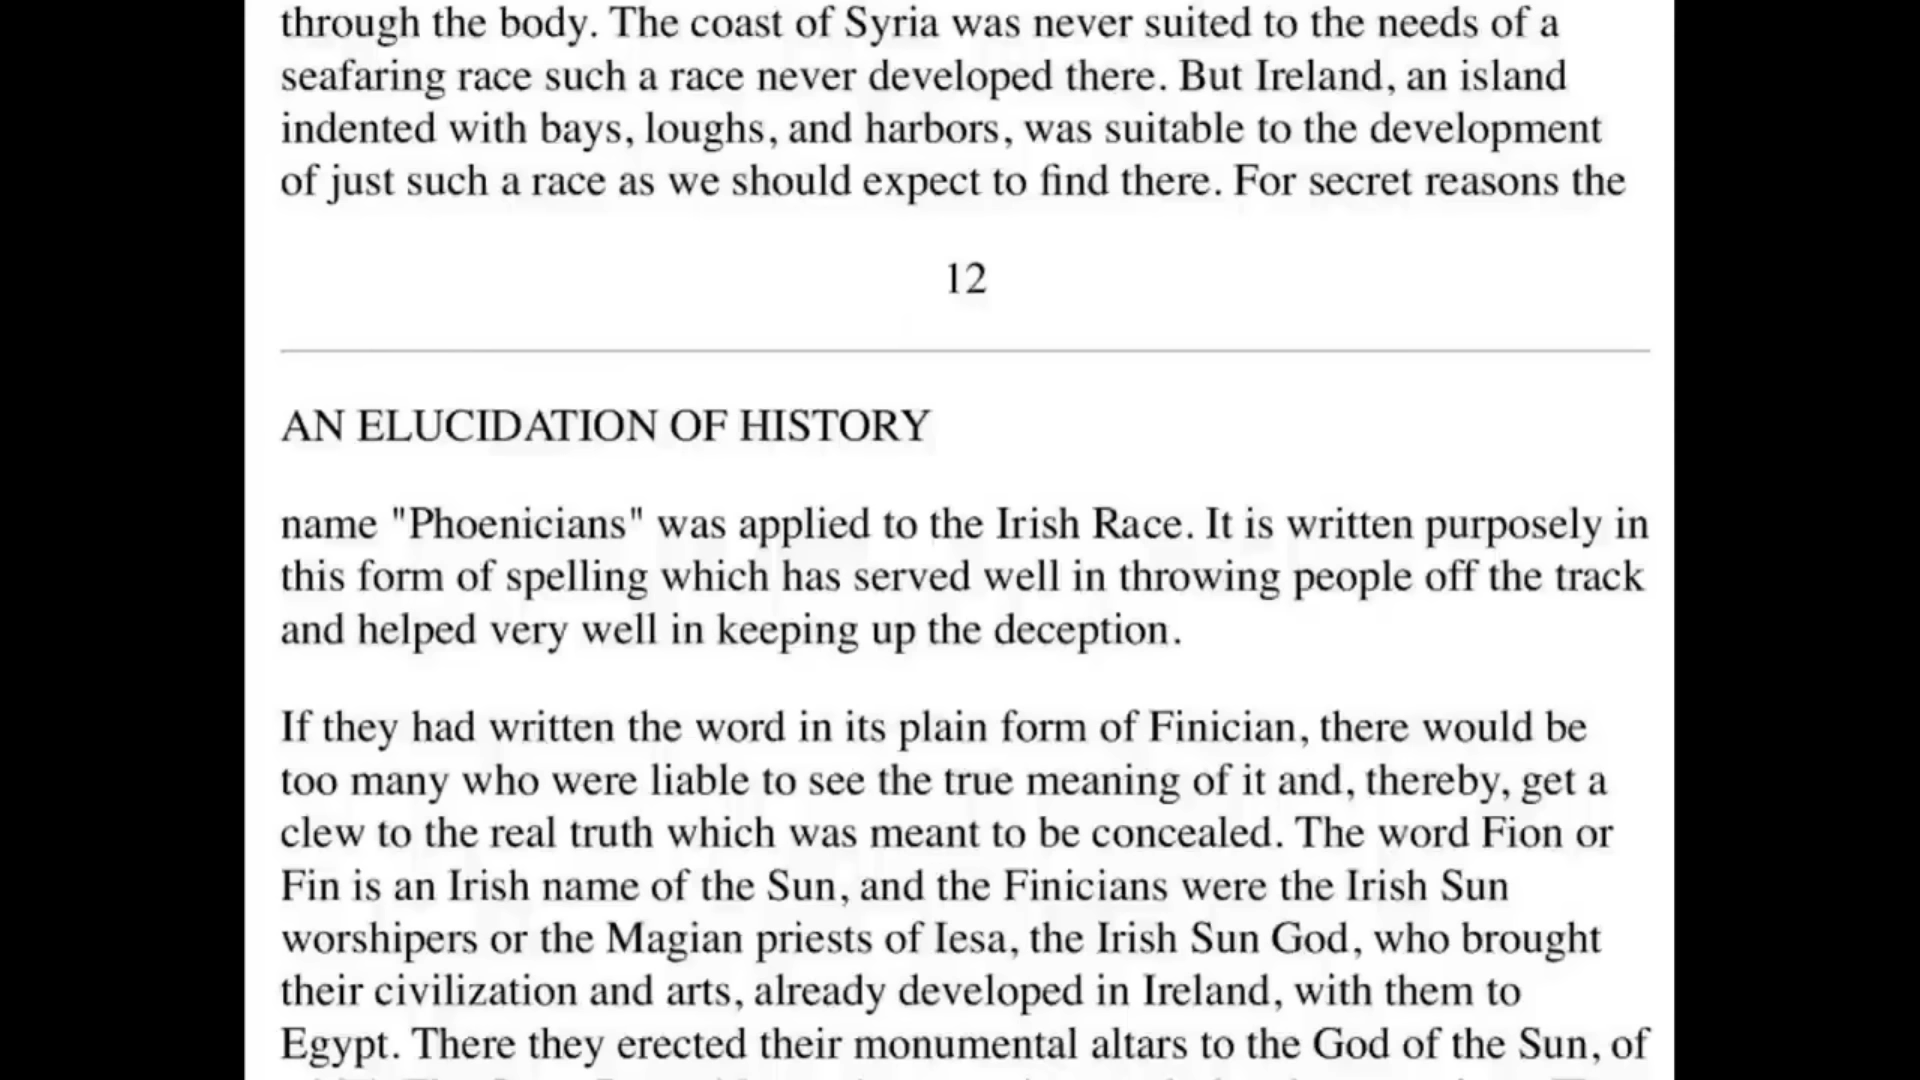 through the body. The coast of Syria was never suited to the needs of a
seafaring race such a race never developed there. But Ireland, an island
indented with bays, loughs, and harbors, was suitable to the development
of just such a race as we should expect to find there. For secret reasons the
12
AN ELUCIDATION OF HISTORY
name "Phoenicians" was applied to the Irish Race. It is written purposely in
this form of spelling which has served well in throwing people off the track
and helped very well in keeping up the deception.
If they had written the word in its plain form of Finician, there would be
too many who were liable to see the true meaning of it and, thereby, get a
clew to the real truth which was meant to be concealed. The word Fion or
Fin is an Irish name of the Sun, and the Finicians were the Irish Sun
worshipers or the Magian priests of Iesa, the Irish Sun God, who brought
their civilization and arts, already developed in Ireland, with them to
Egypt. There they erected their monumental altars to the God of the Sun, of